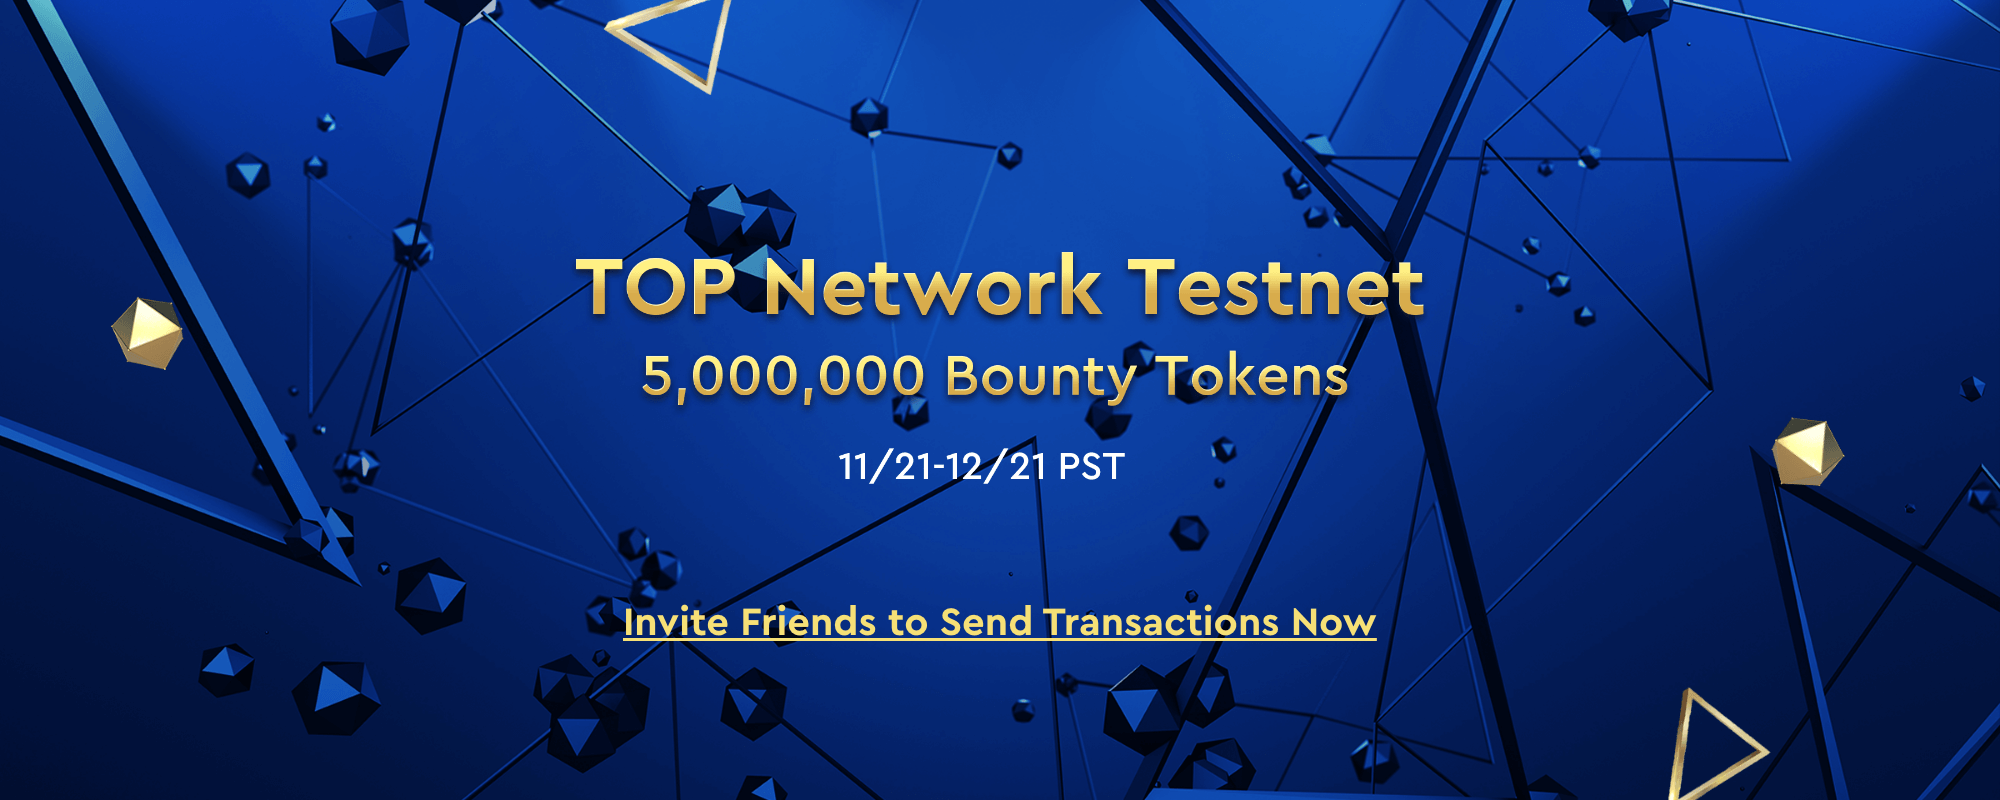 TOP Network Testnet
5,000,000 Bounty Tokens
11/21-12/21 PST
Invite Friends to Send Transactions Now